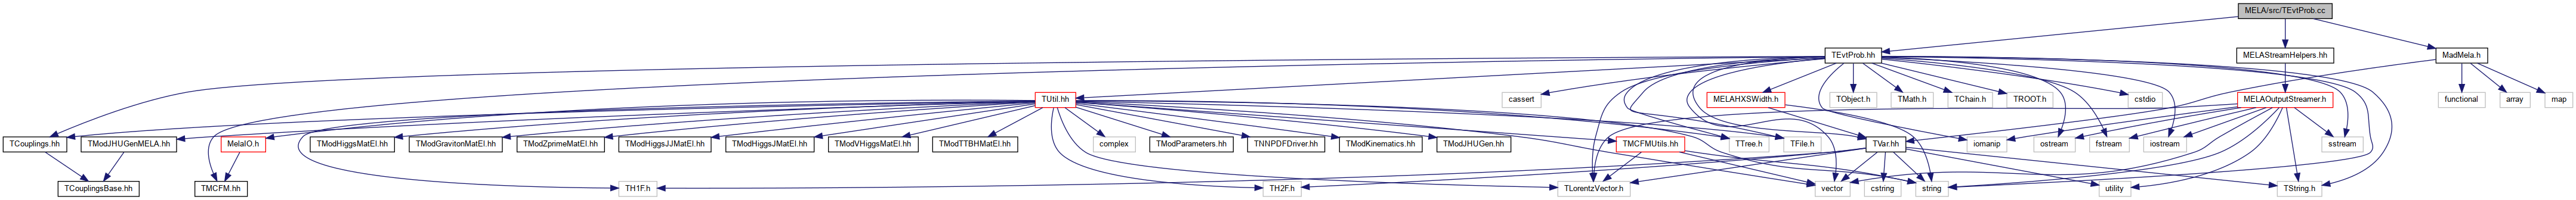 MELA/src/TEvtProb.cc
TEvtProb.hh
MELAStreamHelpers.hh
MadMela.h
TUtil.hh
cassert
MELAHXSWidth.h
TObject.h
TMath.h
TChain.h
TROOT.h
cstdio
MELAOutputStreamer.h
functional
array
map
TCouplings.hh
TModJHUGenMELA.hh
MelaIO.h
TModHiggsMatEl.hh
TModGravitonMatEl.hh
TModZprimeMatEl.hh
TModHiggsJJMatEl.hh
TModHiggsJMatEl.hh
TModVHiggsMatEl.hh
TModTTBHMatEl.hh
complex
TModParameters.hh
TNNPDFDriver.hh
TModKinematics.hh
TModJHUGen.hh
TMCFMUtils.hh
TTree.h
TFile.h
TVar.hh
iomanip
ostream
fstream
iostream
sstream
TCouplingsBase.hh
TMCFM.hh
TH1F.h
TH2F.h
TLorentzVector.h
vector
cstring
string
utility
TString.h